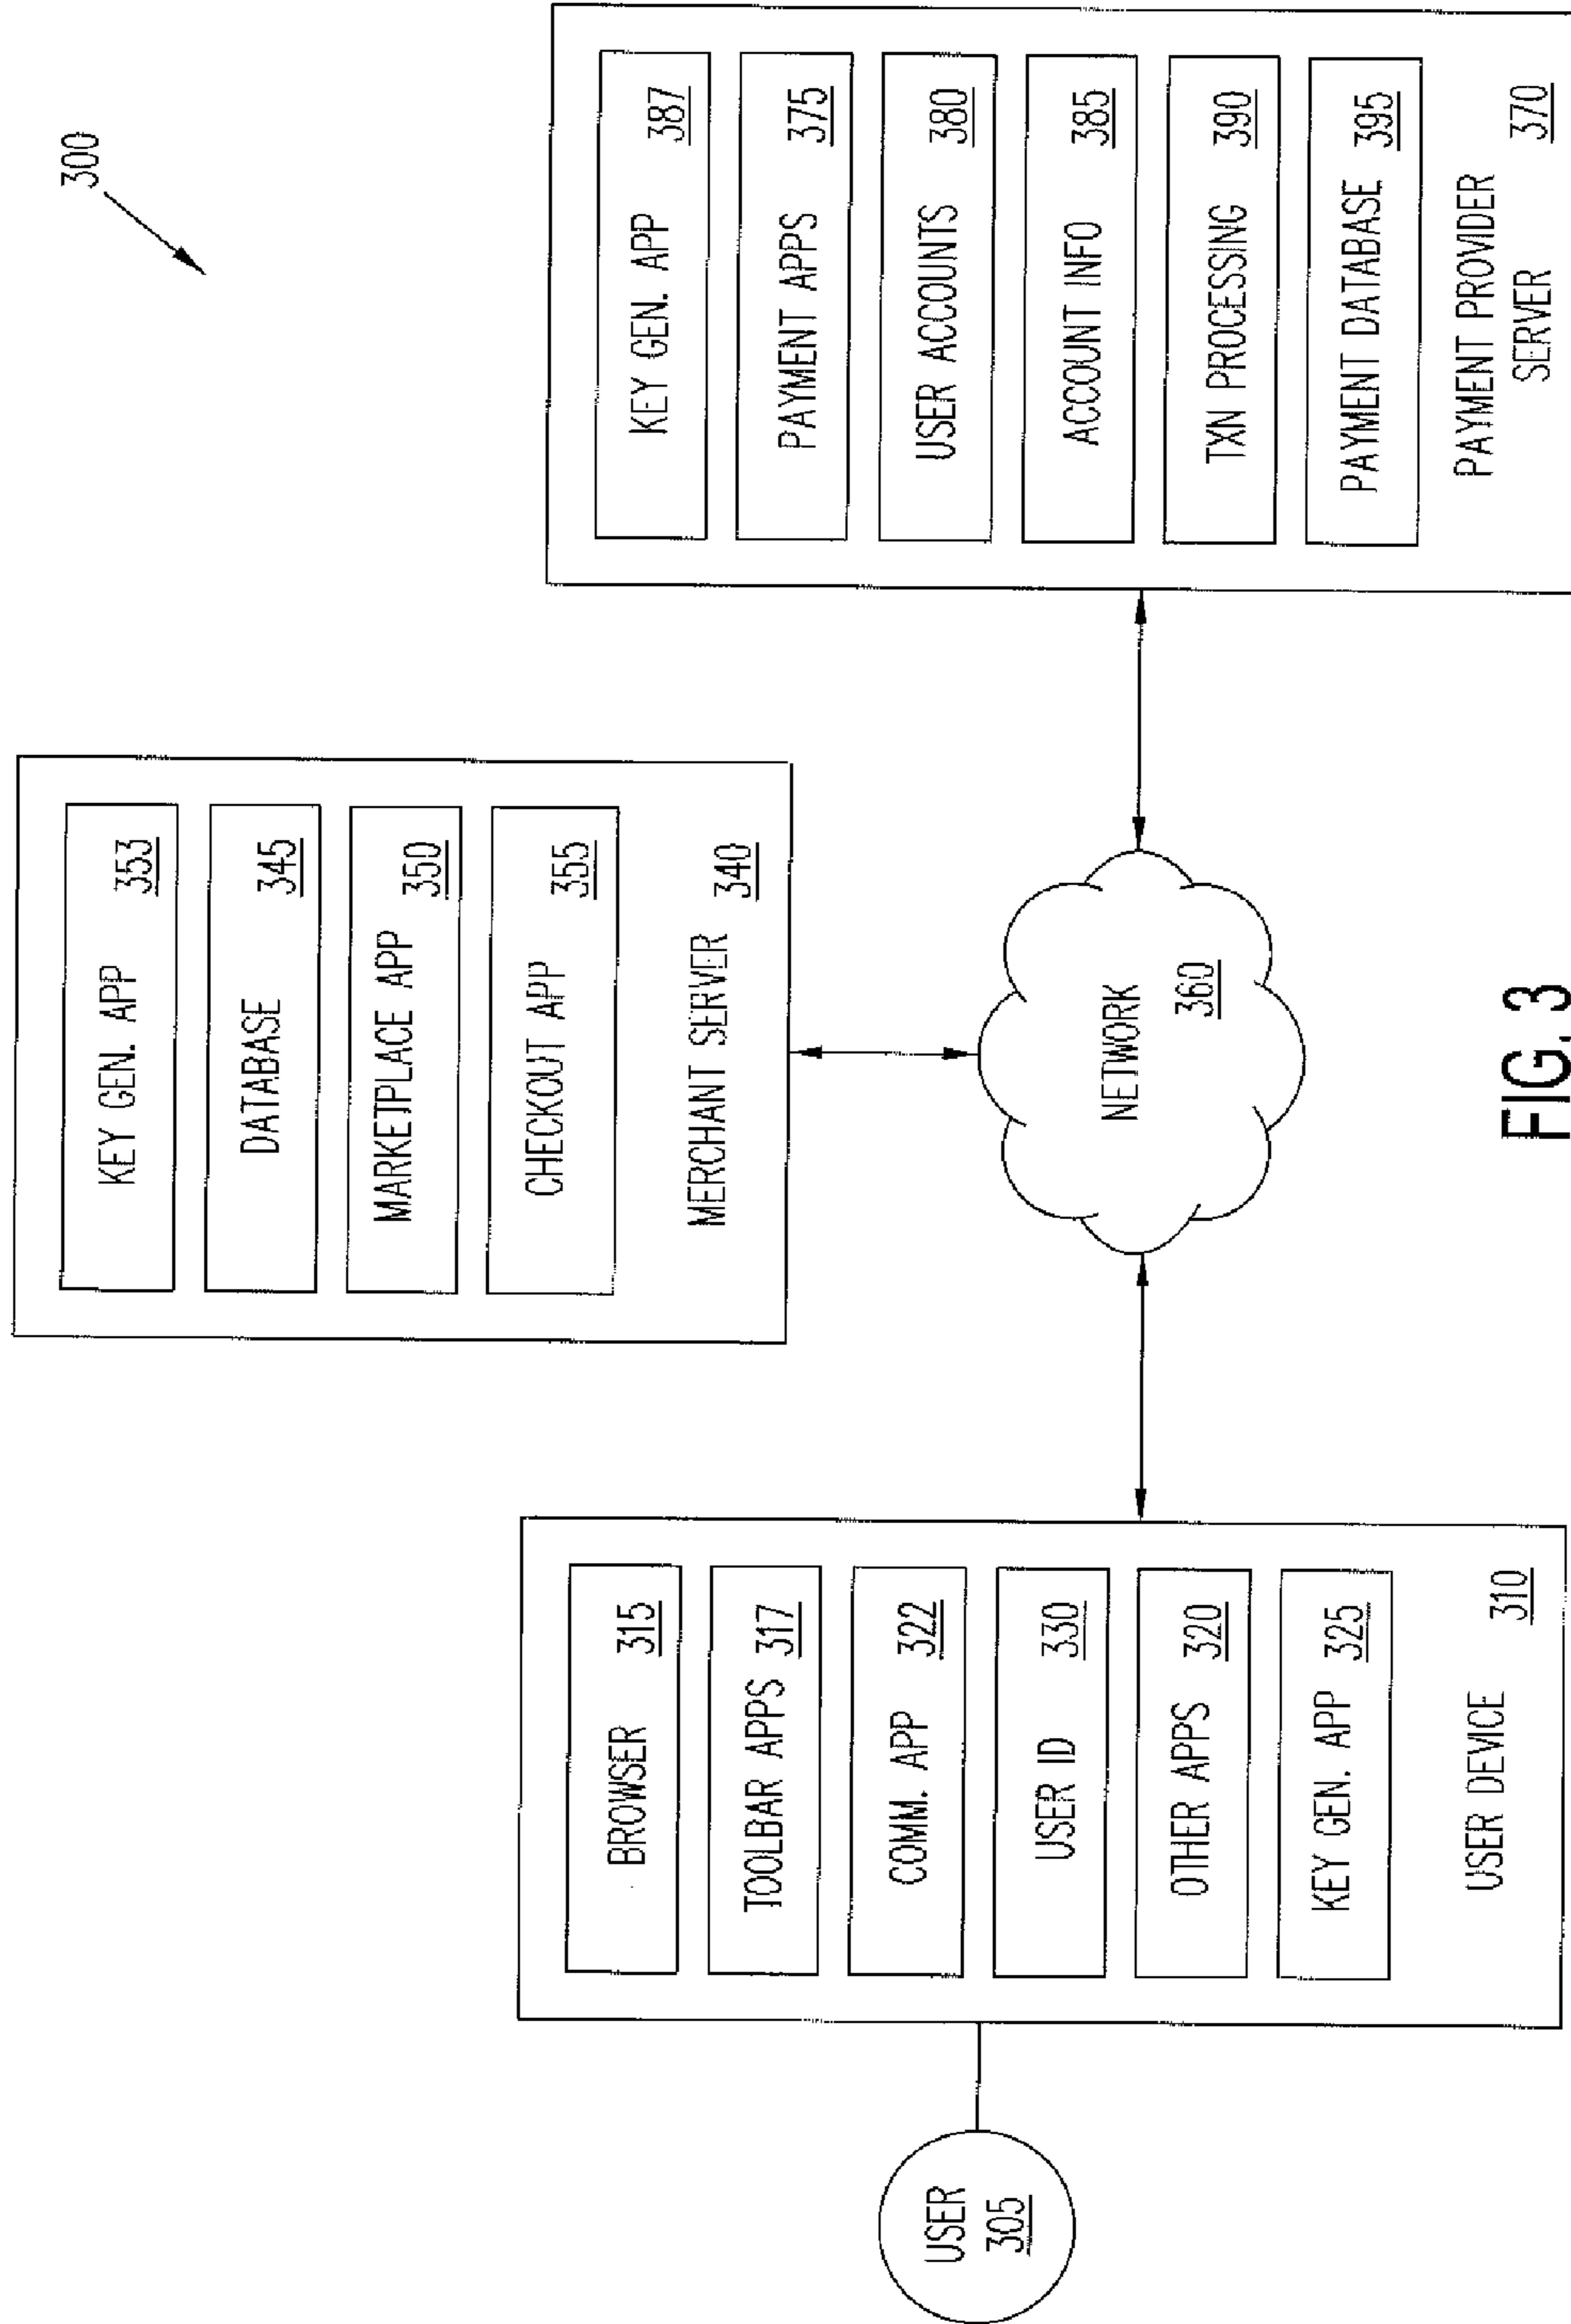 300
USER
305
BROWSER 315
TOOLBAR APPS 317
COMM. APP 322
USER ID 330
OTHER APPS 320
KEY GEN. APP 325
USER DEVICE 310
KEY GEN. APP 353
DATABASE 345
MARKETPLACE APP 350
CHECKOUT APP 355
MERCHANT SERVER 340
NETWORK
360
KEY GEN. APP 387
PAYMENT APPS 375
USER ACCOUNTS 380
ACCOUNT INFO 385
TXN PROCESSING 390
PAYMENT DATABASE 395
PAYMENT PROVIDER
SERVER 370
FIG. 3